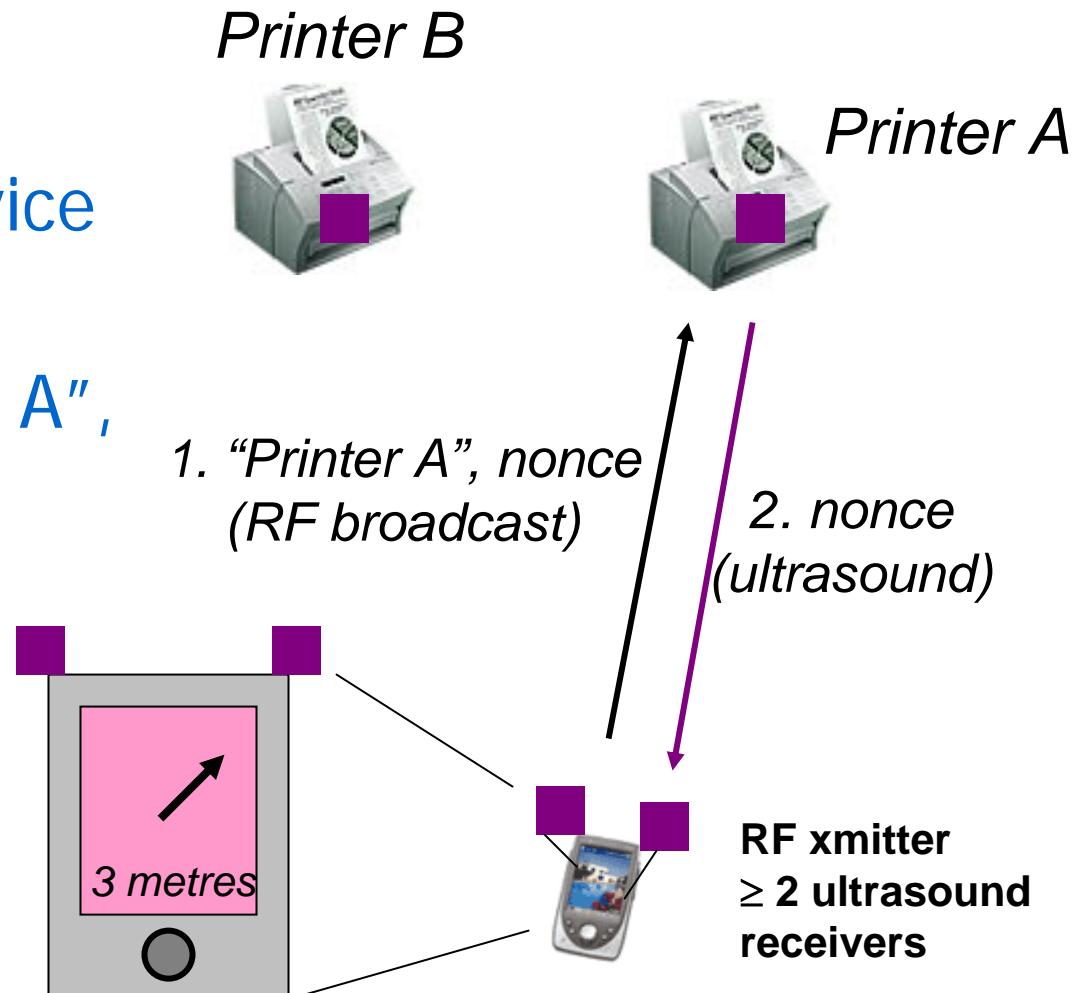 Printer B
Printer A
vice
A",
1. “Printer A”, nonce
(RF broadcast)
2. nonce
(ultrasound)
3 metres
RF xmitter
≥ 2 ultrasound
receivers